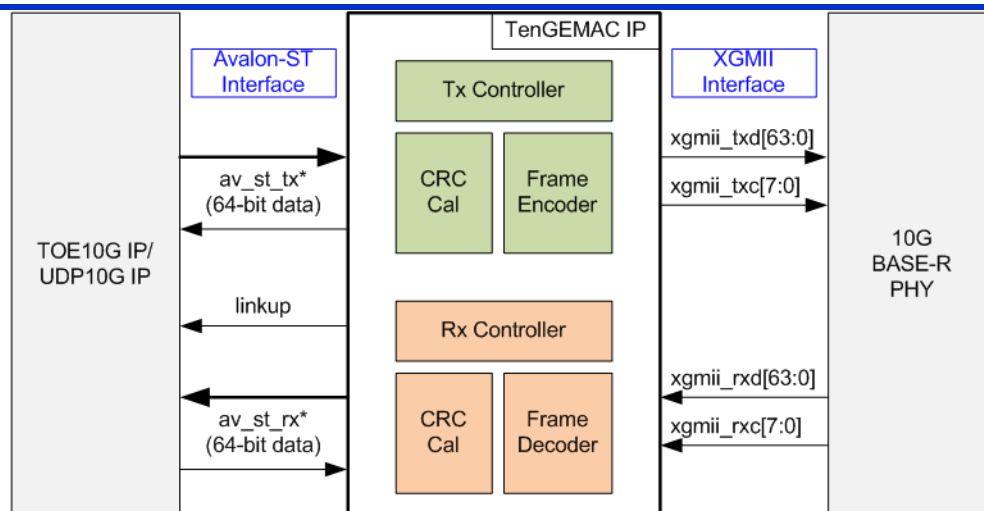 TenGEMAC IP
Avalon-ST
Interface
XGMII
Interface
Tx Controller
CRC
Cal
Frame
Encoder
av_st_tx*
(64-bit data)
xgmii_txd[63:0]
xgmii_txc[7:0]
TOE10G IP/
UDP10G IP
10G
BASE-R
PHY
linkup
Rx Controller
CRC
Cal
Frame
Decoder
av_st_rx*
(64-bit data)
xgmii_rxd[63:0]
xgmii_rxc[7:0]